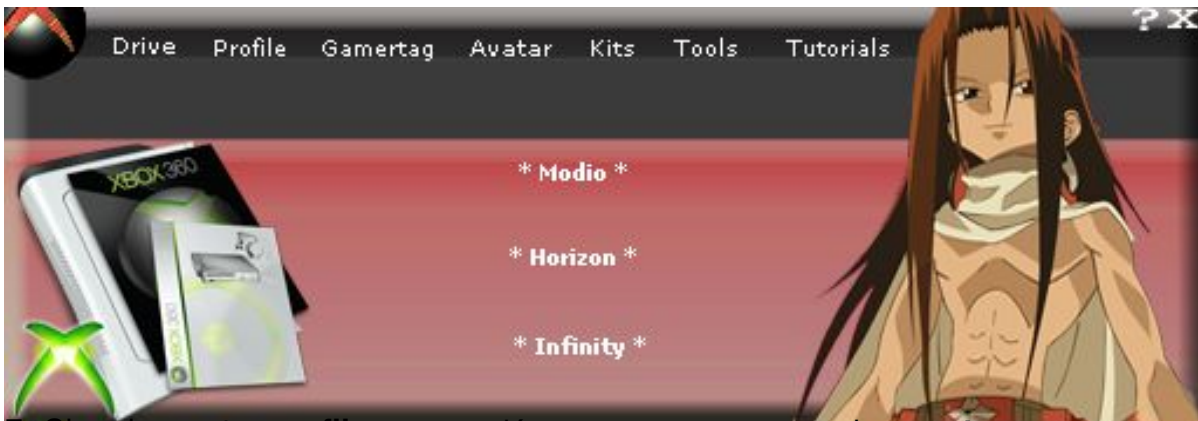 ? X
Drive Profile Gamertag Avatar Kits Tools Tutorials
XBOX 360
* Modio *
* Horizon *
XBOX 360
* Infinity *